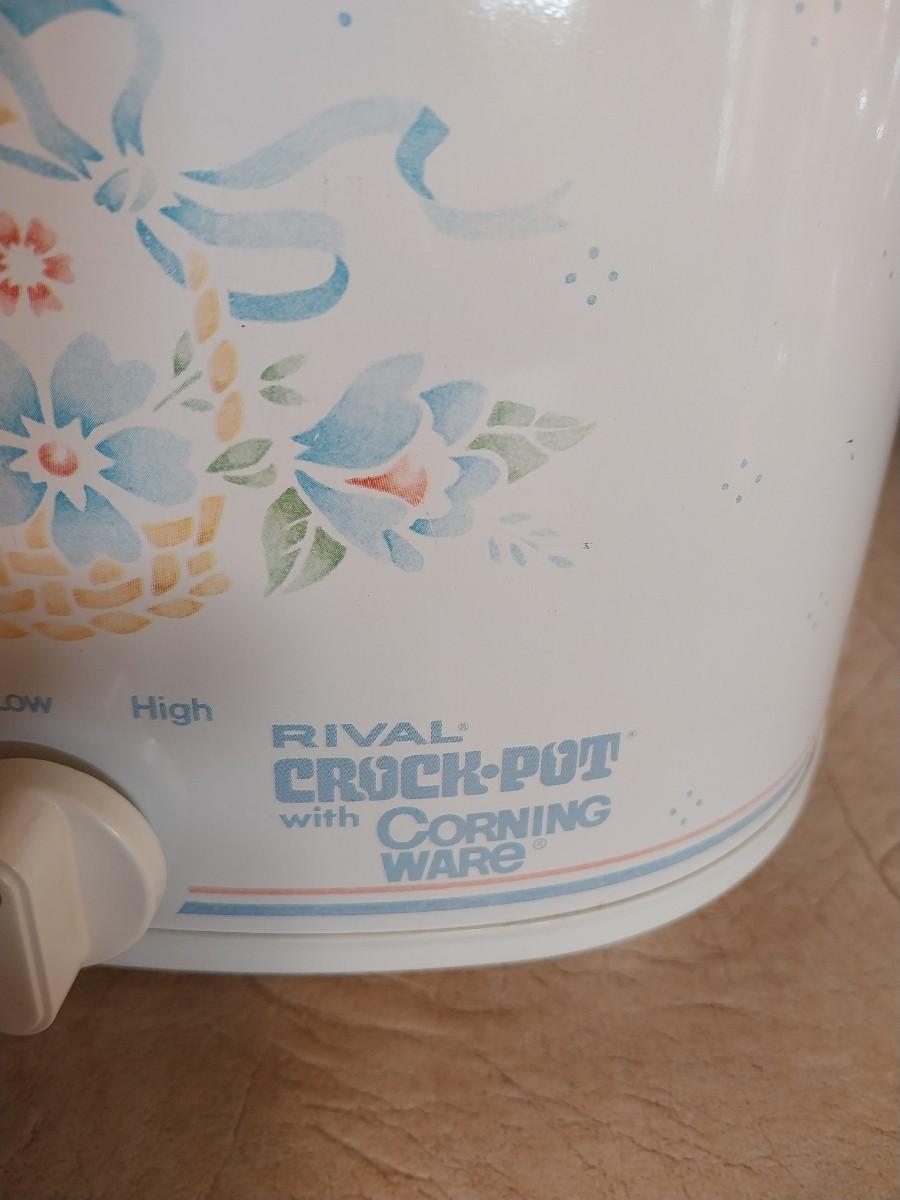 Low High
RIVAL®
CROCK•POT®
with CORNING
WARE®